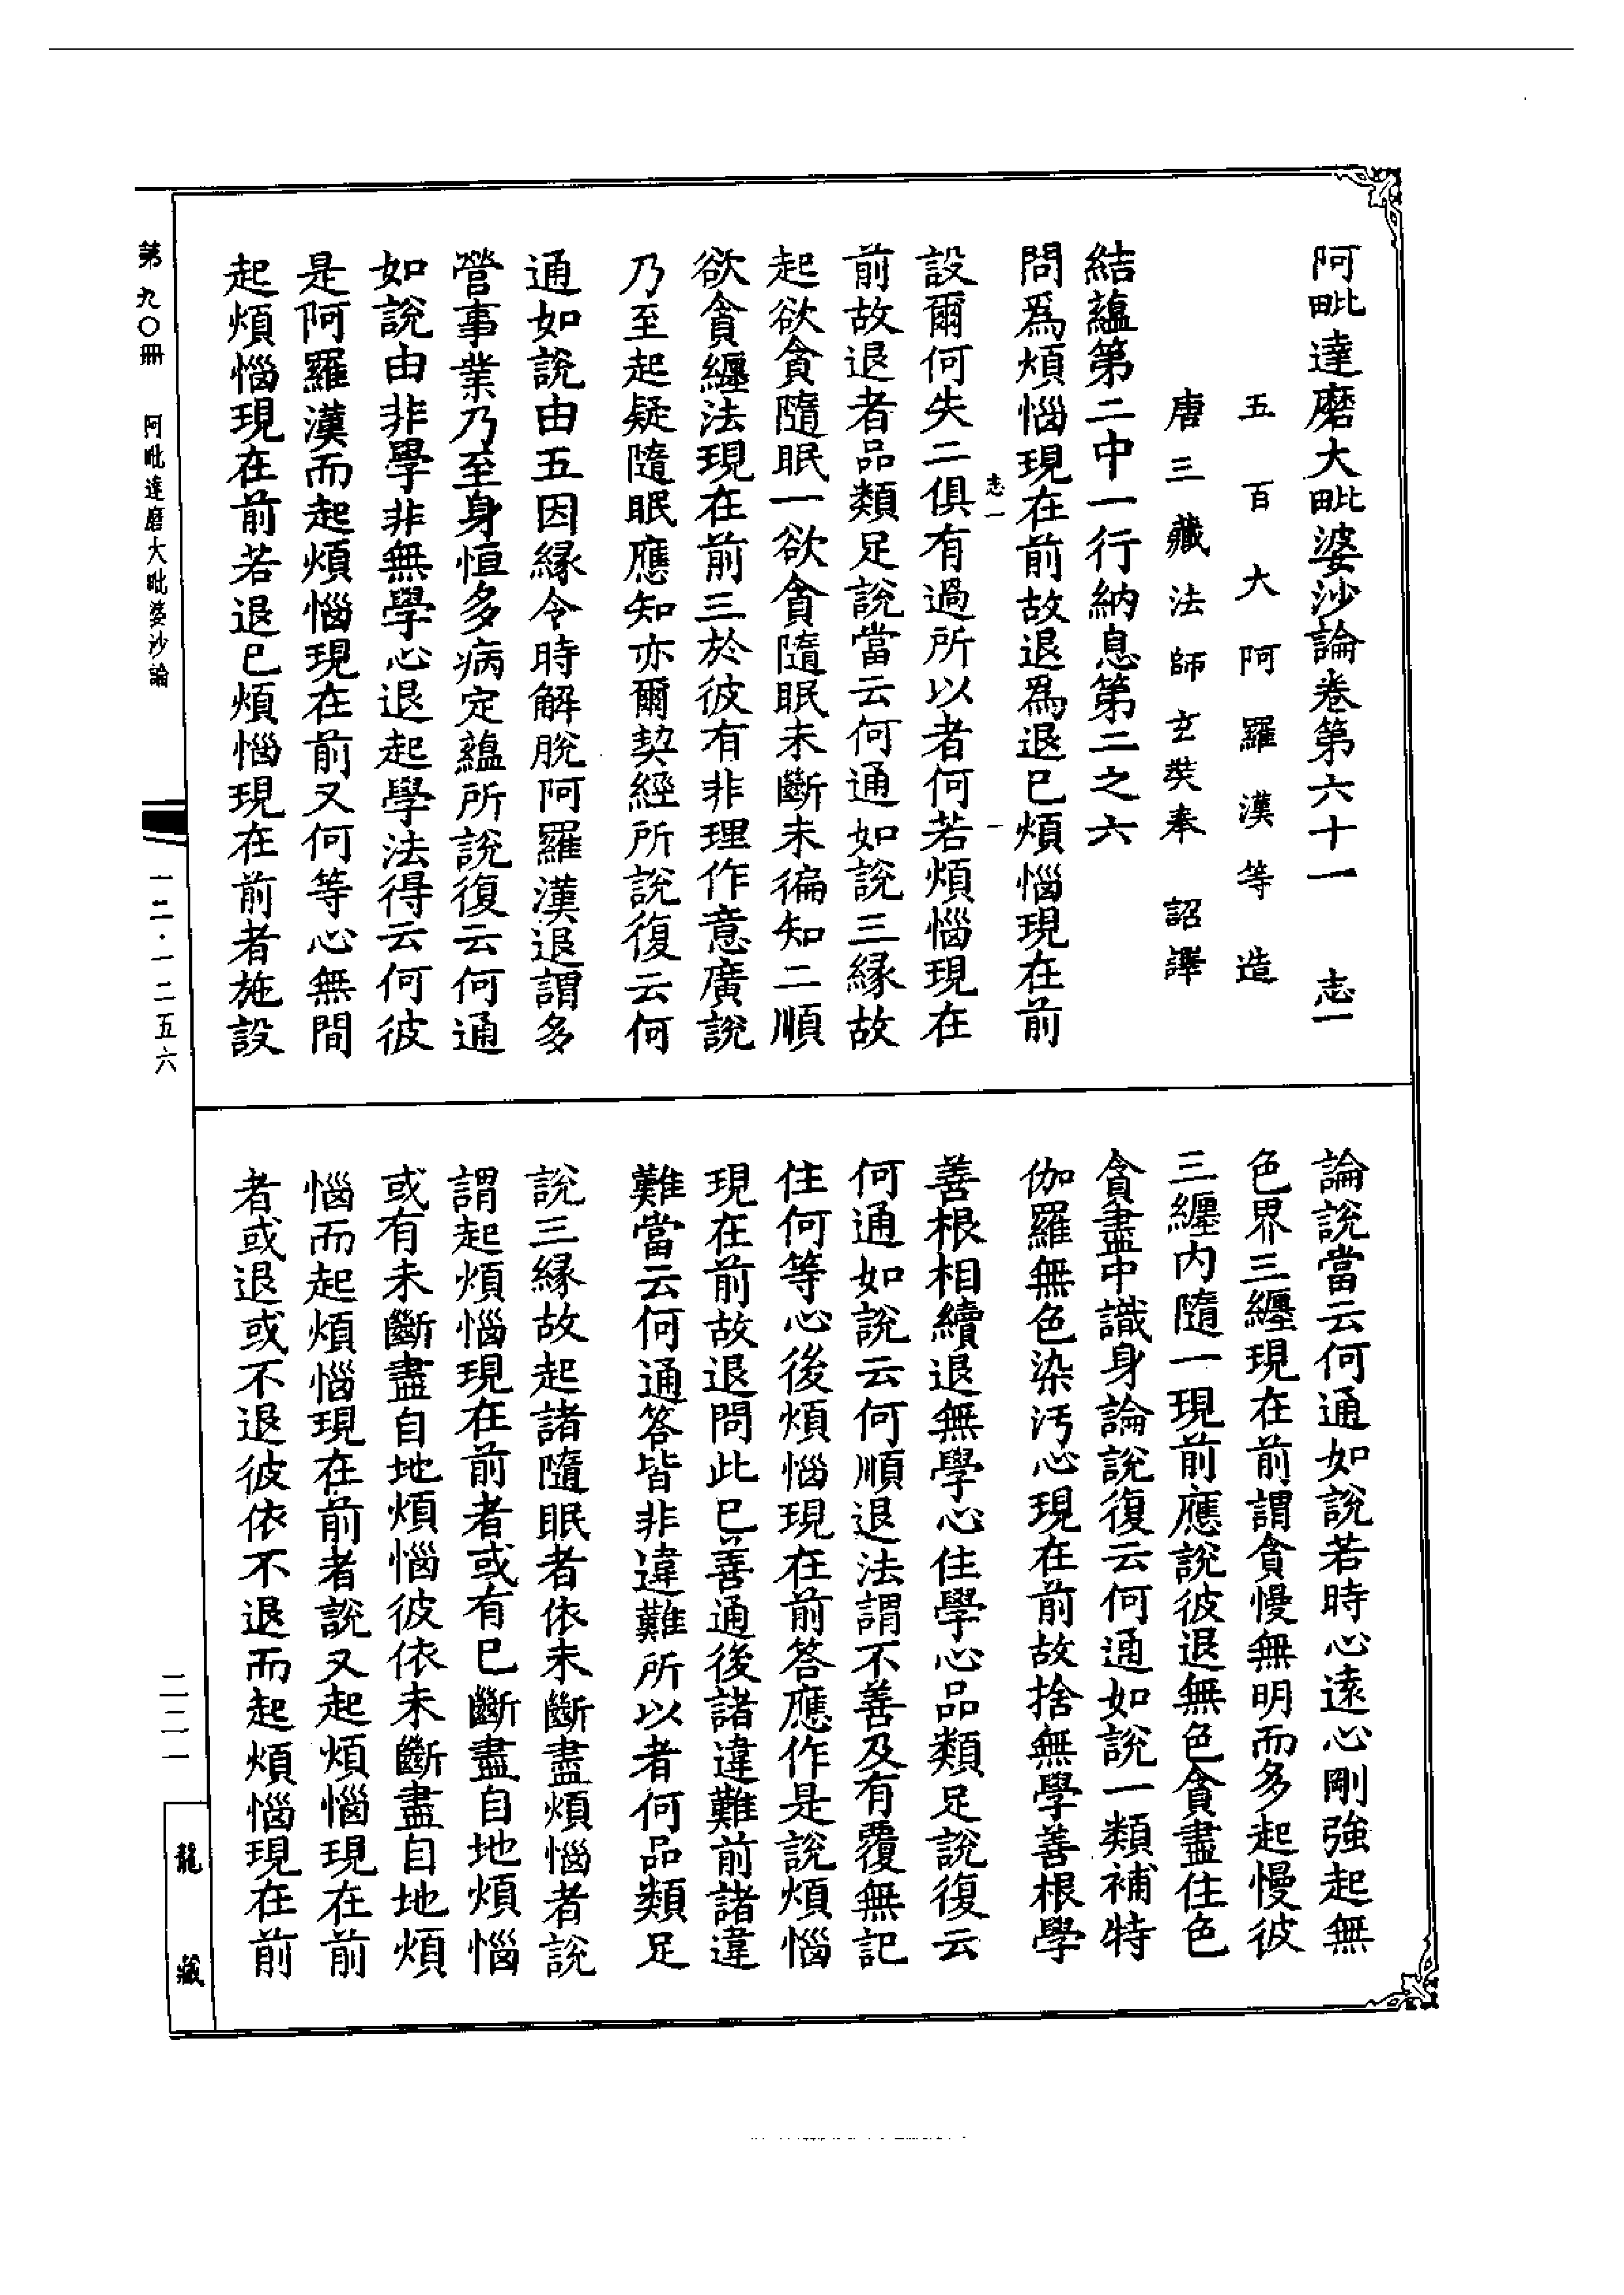 阿毗達磨大毗婆沙論卷第六十一　志一
五百大阿羅漢等造
唐三藏法師玄奘奉　詔譯
結蘊第二中一行納息第二之六
問爲煩惱現在前故退爲退已煩惱現在前
志一　一
設爾何失二俱有過所以者何若煩惱現在
前故退者品類足說當云何通如說三緣故
起欲貪隨眠一欲貪隨眠未斷未徧知二順
欲貪纏法現在前三於彼有非理作意廣說
乃至起疑隨眠應知亦爾契經所說復云何
通如說由五因緣令時解脫阿羅漢退謂多
營事業乃至身恒多病定蘊所說復云何通
如說由非學非無學心退起學法得云何彼
是阿羅漢而起煩惱現在前又何等心無間
起煩惱現在前若退已煩惱現在前者施設
論說當云何通如說若時心遠心剛強起無
色界三纏現在前謂貪慢無明而多起慢彼
三纏內隨一現前應說彼退無色貪盡住色
貪盡中識身論說復云何通如說一類補特
伽羅無色染污心現在前故捨無學善根學
善根相續退無學心住學心品類足說復云
何通如說云何順退法謂不善及有覆無記
住何等心後煩惱現在前答應作是說煩惱
現在前故退問此已善通後諸違難前諸違
難當云何通答皆非違難所以者何品類足
說三緣故起諸隨眠者依未斷盡煩惱者說
謂起煩惱現在前者或有已斷盡自地煩惱
或有未斷盡自地煩惱彼依未斷盡自地煩
惱而起煩惱現在前者說又起煩惱現在前
者或退或不退彼依不退而起煩惱現在前
第九〇冊　阿毗達磨大毗婆沙論　一二·一二五六　二二一　龍藏